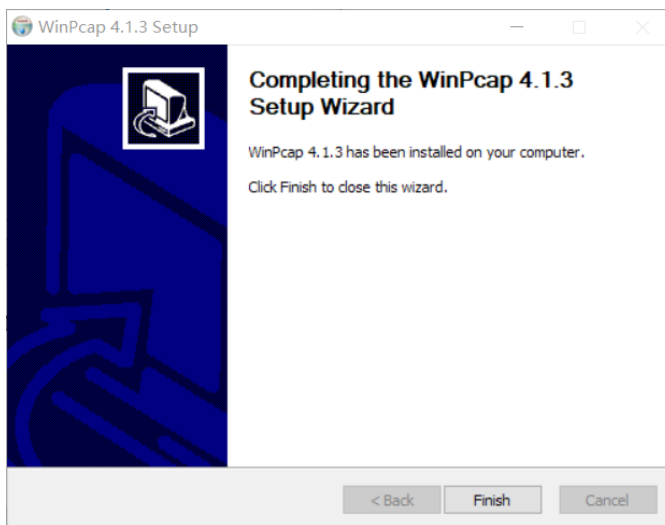 WinPcap 4.1.3 Setup
Completing the WinPcap 4.1.3
Setup Wizard
WinPcap 4.1.3 has been installed on your computer.
Click Finish to close this wizard.
< Back
Finish
Cancel